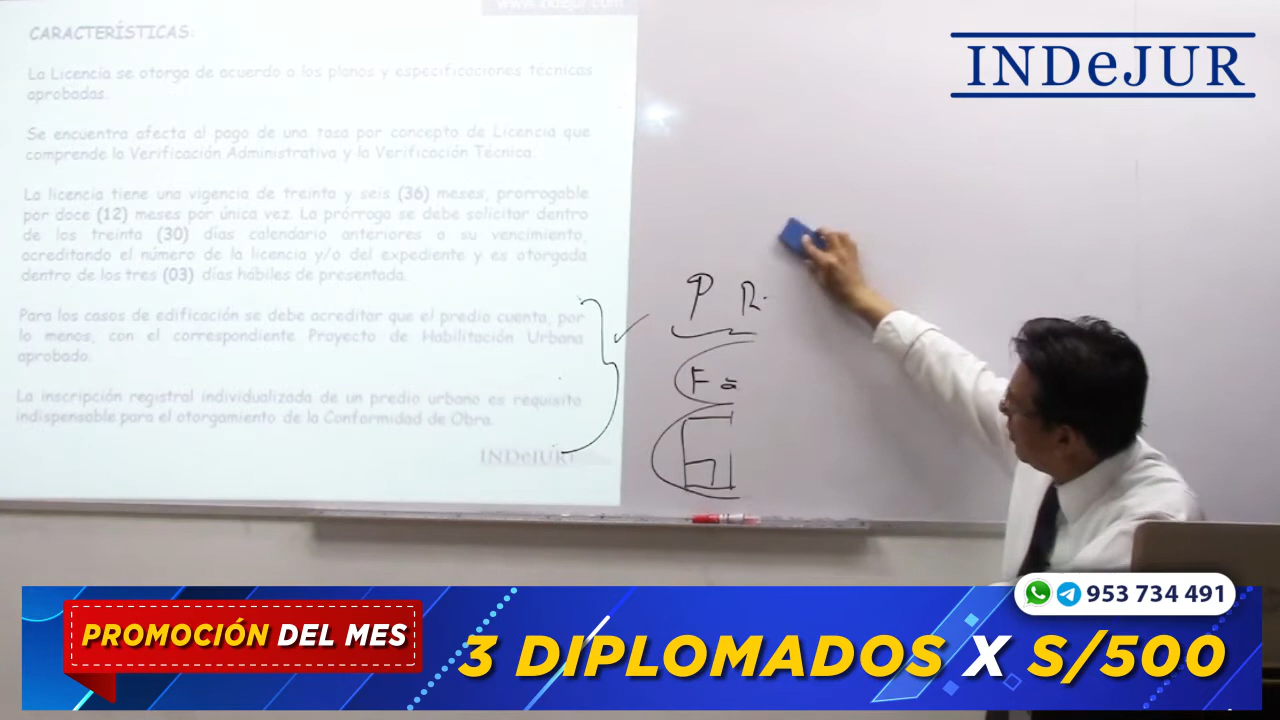 www.indejur.com
INDeJUR
CARACTERÍSTICAS:
La Licencia se otorga de acuerdo a los planos y especificaciones técnicas
aprobadas.
Se encuentra afecta al pago de una tasa por concepto de Licencia que
comprende la Verificación Administrativa y la Verificación Técnica.
La licencia tiene una vigencia de treinta y seis (36) meses, prorrogable
por doce (12) meses por única vez. La prórroga se debe solicitar dentro
de los treinta (30) días calendario anteriores a su vencimiento,
acreditando el número de la licencia y/o del expediente y es otorgada
dentro de los tres (03) días hábiles de presentada.
Para los casos de edificación se debe acreditar que el predio cuenta, por
lo menos, con el correspondiente Proyecto de Habilitación Urbana
aprobado.
La inscripción registral individualizada de un predio urbano es requisito
indispensable para el otorgamiento de la Conformidad de Obra.
INDeJUR
P R.
953 734 491
PROMOCIÓN DEL MES
3 DIPLOMADOS X S/500